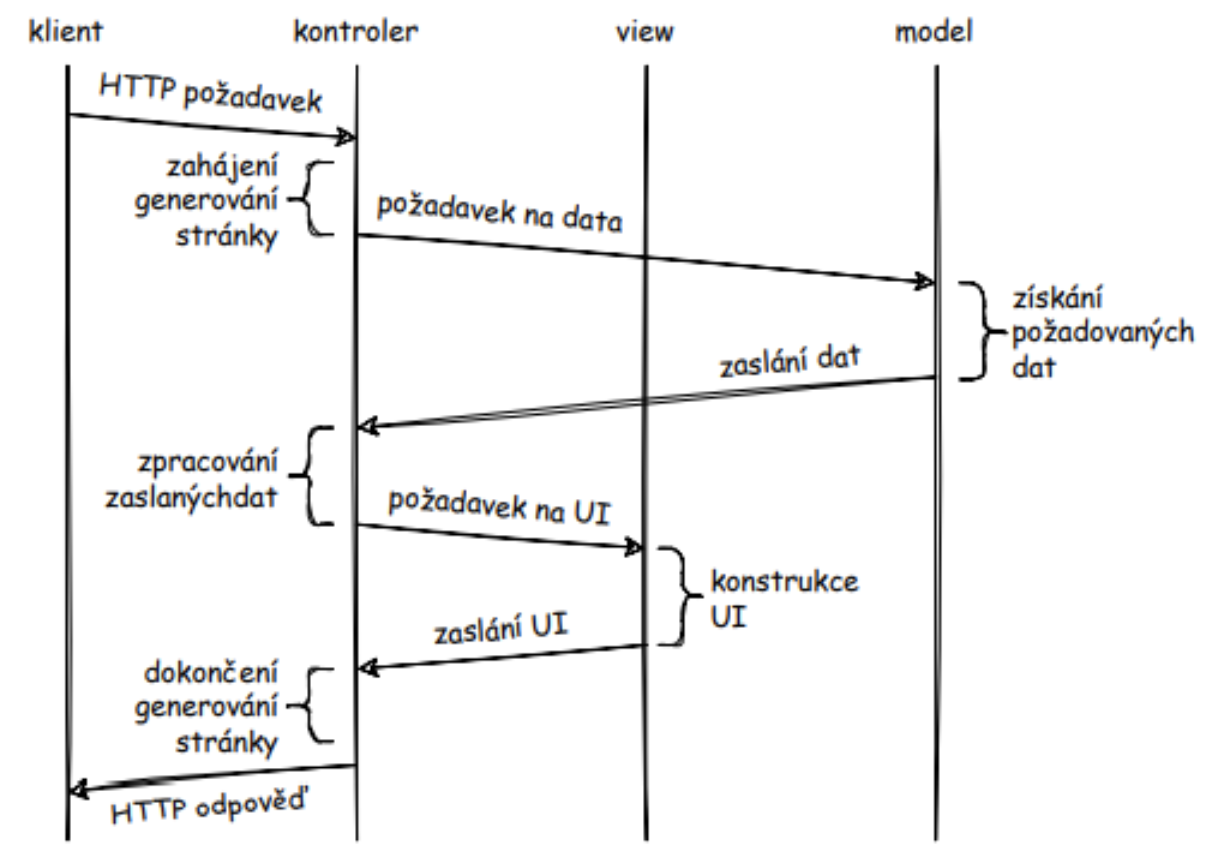 klient
kontroler
view
model
HTTP požadavek
zahájení
generování
stránky
požadavek na data
získání
požadovaných
dat
zaslání dat
zpracování
zaslanýchdat
požadavek na UI
konstrukce
UI
zaslání UI
dokončení
generování
stránky
HTTP odpověď